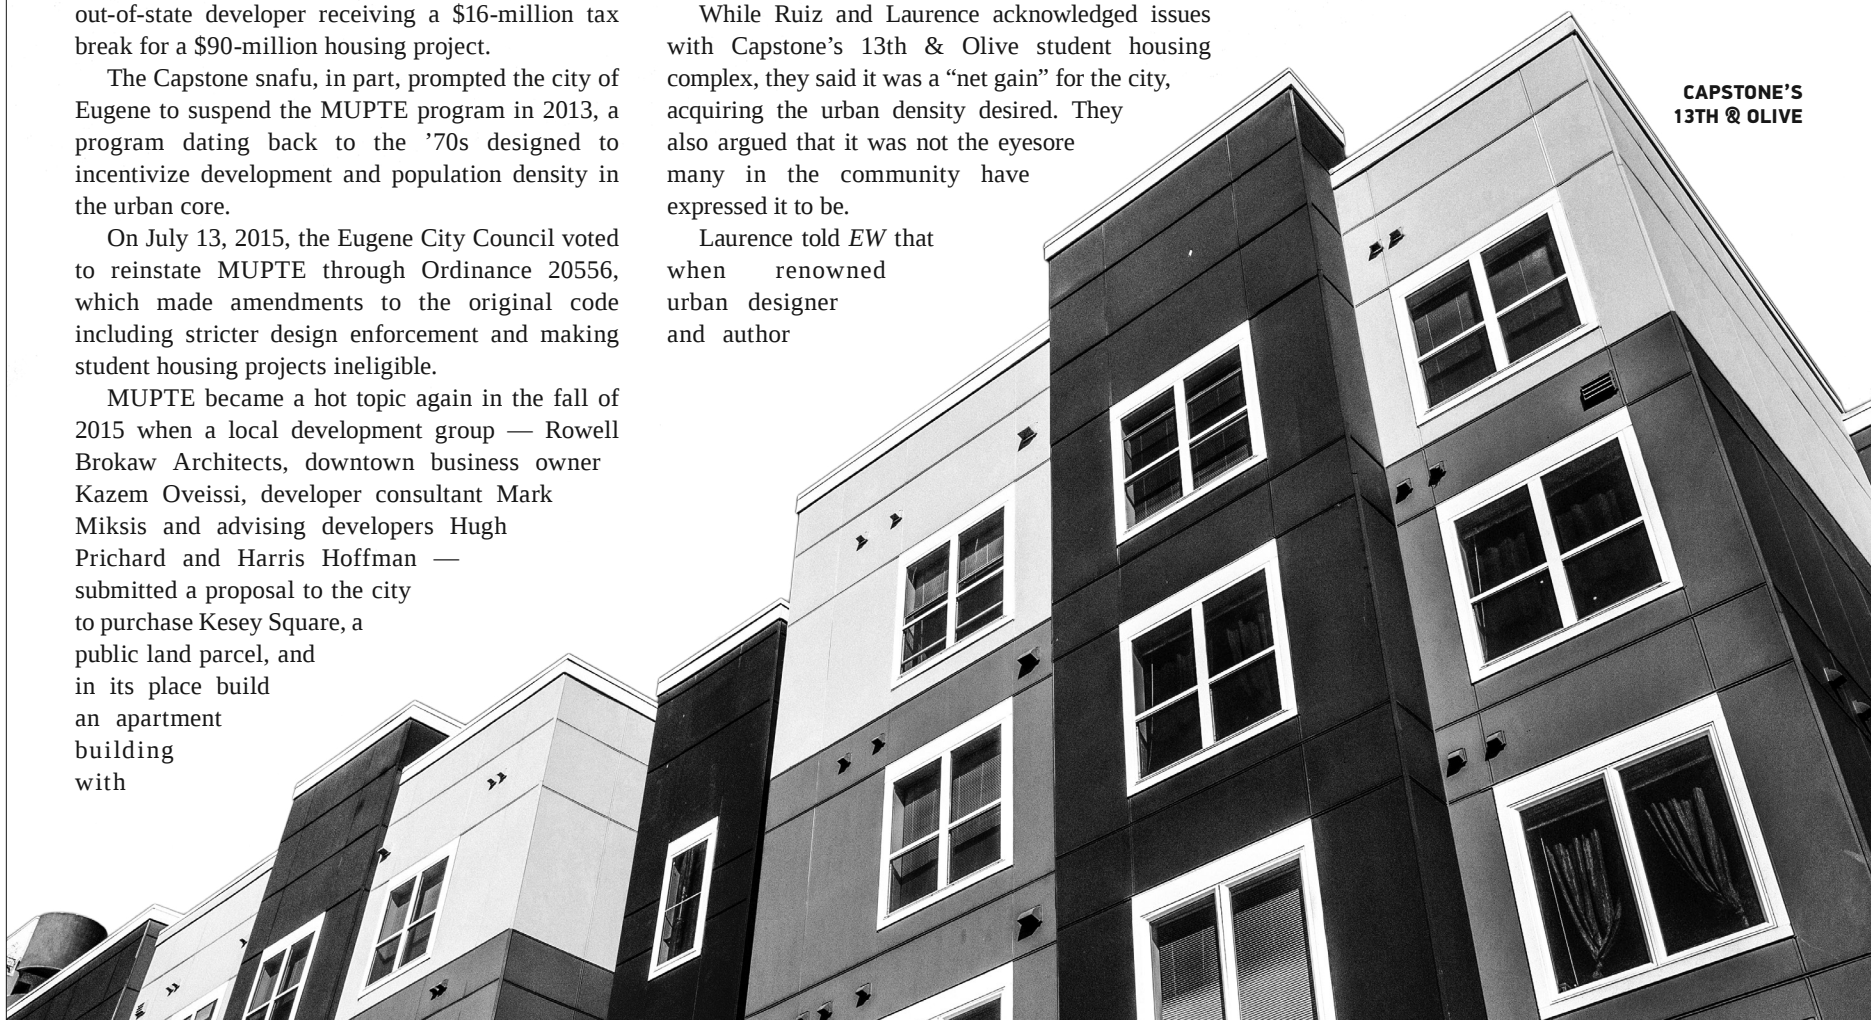 out-of-state developer receiving a $16-million tax
break for a $90-million housing project.
The Capstone snafu, in part, prompted the city of
Eugene to suspend the MUPTE program in 2013, a
program dating back to the ’70s designed to
incentivize development and population density in
the urban core.
On July 13, 2015, the Eugene City Council voted
to reinstate MUPTE through Ordinance 20556,
which made amendments to the original code
including stricter design enforcement and making
student housing projects ineligible.
MUPTE became a hot topic again in the fall of
2015 when a local development group — Rowell
Brokaw Architects, downtown business owner
Kazem Oveissi, developer consultant Mark
Miksis and advising developers Hugh
Prichard and Harris Hoffman —
submitted a proposal to the city
to purchase Kesey Square, a
public land parcel, and
in its place build
an apartment
building
with
While Ruiz and Laurence acknowledged issues
with Capstone’s 13th & Olive student housing
complex, they said it was a “net gain” for the city,
acquiring the urban density desired. They
also argued that it was not the eyesore
many in the community have
expressed it to be.
Laurence told EW that
when renowned
urban designer
and author
CAPSTONE’S
13TH & OLIVE